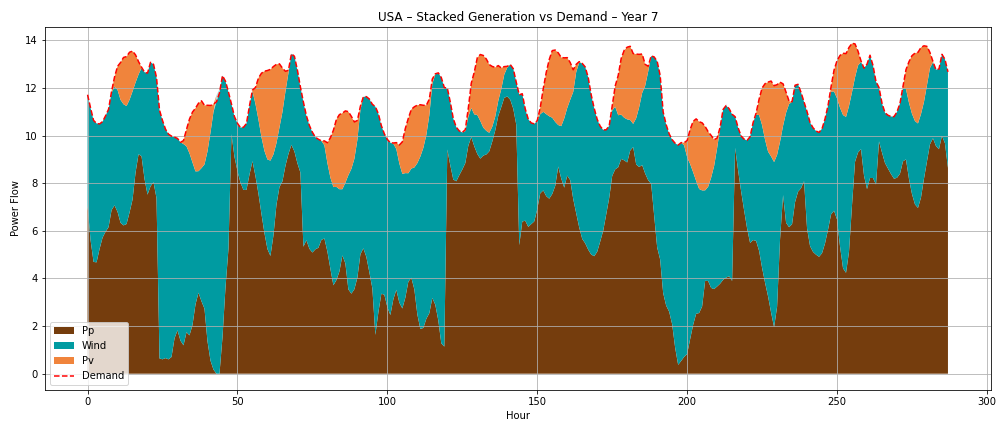 USA – Stacked Generation vs Demand – Year 7
Power Flow
14
12
10
8
6
4
2
0
Pp
Wind
Pv
Demand
0 50 100 150 200 250 300
Hour